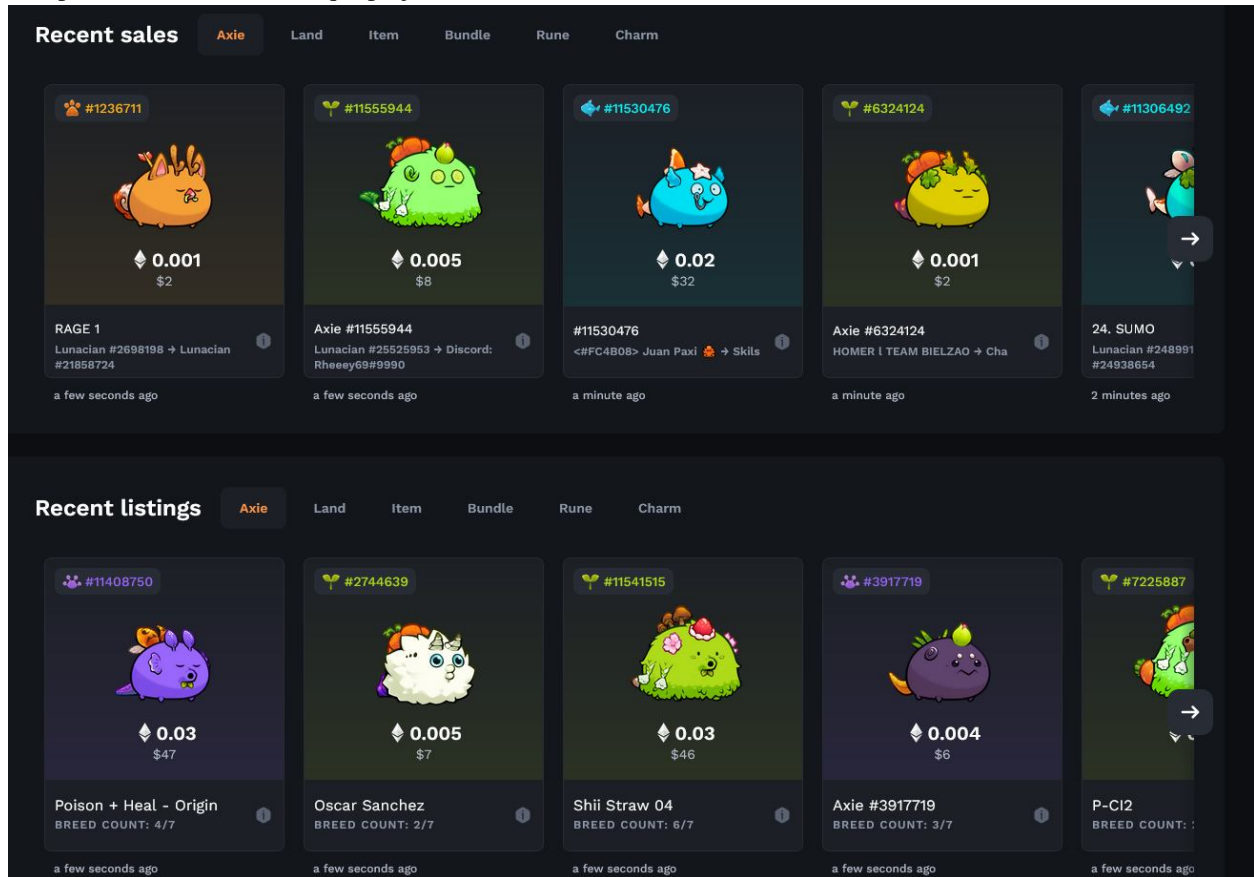 Recent sales Axie Land Item Bundle Rune Charm
#1236711
0.001
$2
RAGE 1
Lunacian #2698198 → Lunacian
#21858724
a few seconds ago
#11555944
0.005
$8
Axie #11555944
Lunacian #25525953 → Discord:
Rheeey69#9990
a few seconds ago
#11530476
0.02
$32
#11530476
<#FC4B08> Juan Paxi → Skils
a minute ago
#6324124
0.001
$2
Axie #6324124
HOMER l TEAM BIELZAO → Cha
a minute ago
#11306492
24. SUMO
Lunacian #248991
#24938654
2 minutes ago
Recent listings Axie Land Item Bundle Rune Charm
#11408750
0.03
$47
Poison + Heal - Origin
BREED COUNT: 4/7
a few seconds ago
#2744639
0.005
$7
Oscar Sanchez
BREED COUNT: 2/7
a few seconds ago
#11541515
0.03
$46
Shii Straw 04
BREED COUNT: 6/7
a few seconds ago
#3917719
0.004
$6
Axie #3917719
BREED COUNT: 3/7
a few seconds ago
#7225887
P-CI2
BREED COUNT:
a few seconds ago